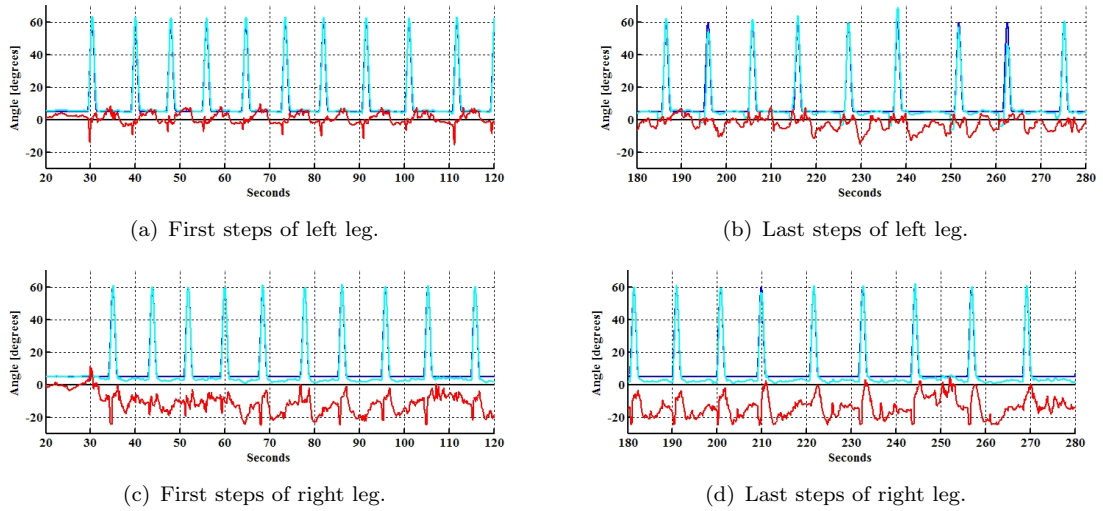 Angle [degrees]
60
40
20
0
-20
20 30 40 50 60 70 80 90 100 110 120
Seconds
(a) First steps of left leg.
Angle [degrees]
60
40
20
0
-20
180 190 200 210 220 230 240 250 260 270 280
Seconds
(b) Last steps of left leg.
Angle [degrees]
60
40
20
0
-20
20 30 40 50 60 70 80 90 100 110 120
Seconds
(c) First steps of right leg.
Angle [degrees]
60
40
20
0
-20
180 190 200 210 220 230 240 250 260 270 280
Seconds
(d) Last steps of right leg.